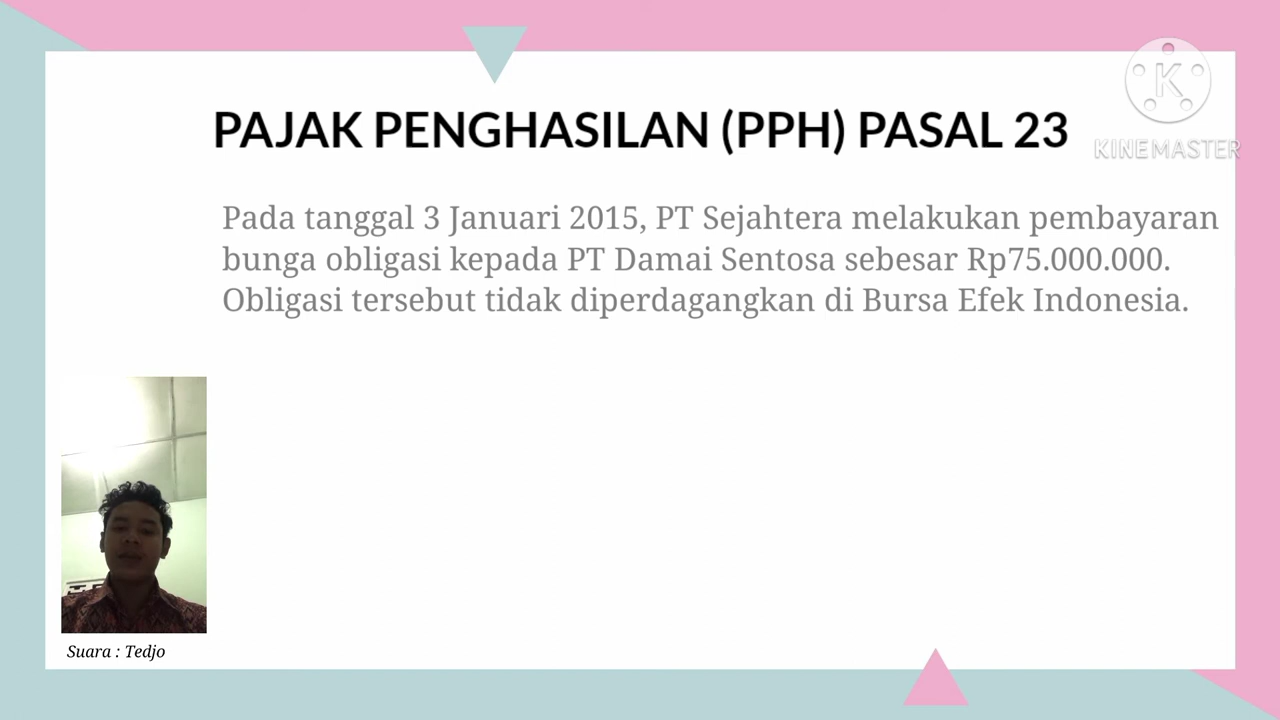 K
KINEMASTER
PAJAK PENGHASILAN (PPH) PASAL 23
Pada tanggal 3 Januari 2015, PT Sejahtera melakukan pembayaran
bunga obligasi kepada PT Damai Sentosa sebesar Rp75.000.000.
Obligasi tersebut tidak diperdagangkan di Bursa Efek Indonesia.
Suara : Tedjo